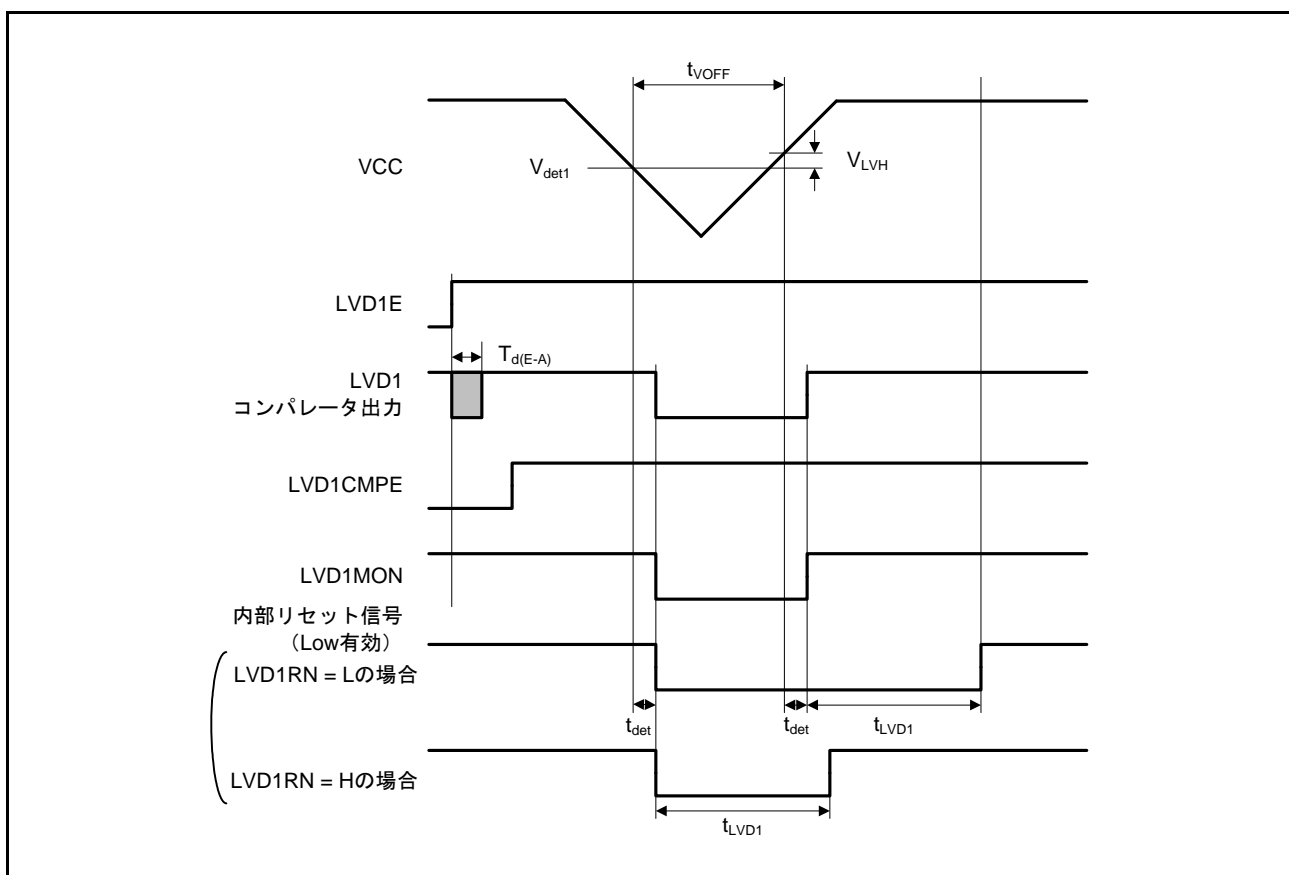 tVOFF
VCC
Vdet1
VLVH
LVD1E
Td(E-A)
LVD1
コンパレータ出力
LVD1CMPE
LVD1MON
内部リセット信号
（Low有効）
LVD1RN = Lの場合
tdet
tdet
tLVD1
LVD1RN = Hの場合
tLVD1